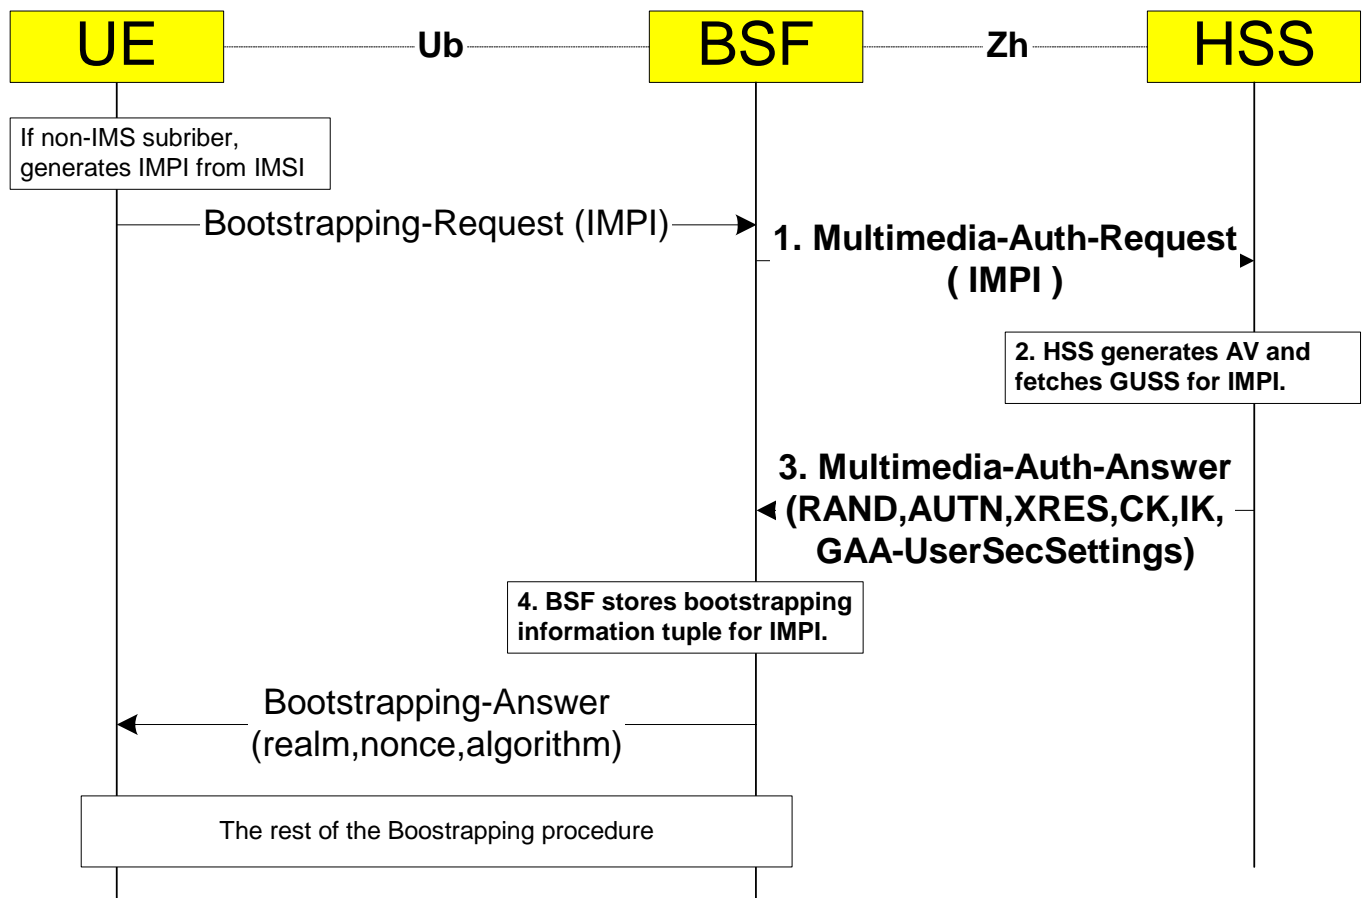 UE
Ub
BSF
Zh
HSS
If non-IMS subriber,
generates IMPI from IMSI
Bootstrapping-Request (IMPI)
1. Multimedia-Auth-Request
( IMPI )
2. HSS generates AV and
fetches GUSS for IMPI.
3. Multimedia-Auth-Answer
(RAND,AUTN,XRES,CK,IK,
GAA-UserSecSettings)
4. BSF stores bootstrapping
information tuple for IMPI.
Bootstrapping-Answer
(realm,nonce,algorithm)
The rest of the Boostrapping procedure